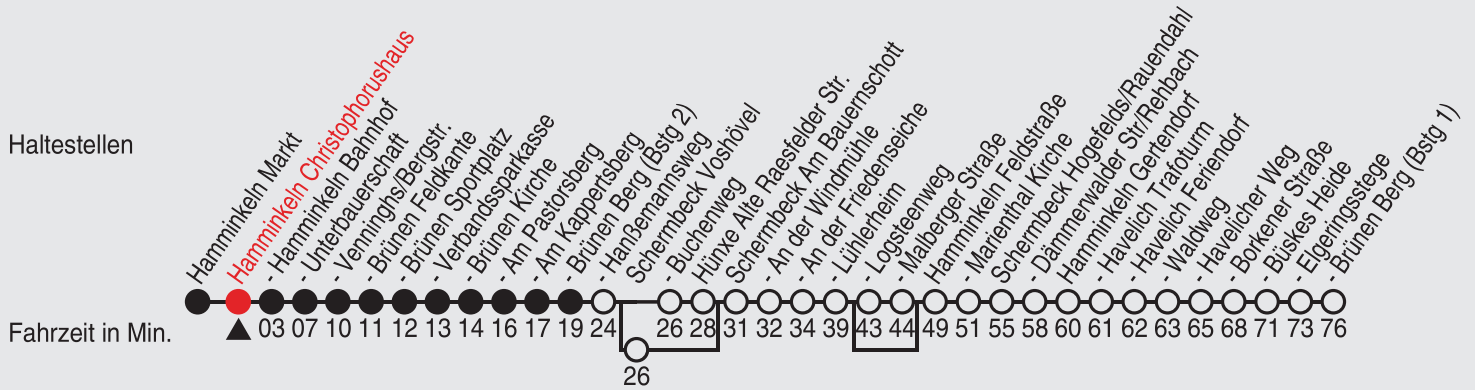 Haltestellen
Hamminkeln Markt
Hamminkeln Christophorushaus
- Hamminkeln Bahnhof
- Unterbauerschaft
- Venninghs/Bergstr.
- Brünen Feldkante
- Brünen Sportplatz
- Verbandssparkasse
- Brünen Kirche
- Am Pastorsberg
- Am Kappertsberg
- Brünen Berg (Bstg 2)
- Hanßemannsweg
Schermbeck Voshövel
- Buchenweg
Hünxe Alte Raesfelder Str.
Schermbeck Am Bauernschott
- An der Windmühle
- An der Friedenseiche
- Lühlerheim
- Logsteenweg
- Malberger Straße
Hamminkeln Feldstraße
- Marienthal Kirche
Schermbeck Hogefelds/Rauendahl
- Dämmerwalder Str/Rehbach
Hamminkeln Gertendorf
- Havelich Trafoturm
- Havelich Feriendorf
- Waldweg
- Havelicher Weg
- Borkener Straße
- Büskes Heide
- Elgeringsstege
- Brünen Berg (Bstg 1)
Fahrzeit in Min.
03 07 10 11 12 13 14 16 17 19 24 26 28 31 32 34 39 43 44 49 51 55 58 60 61 62 63 65 68 71 73 76
26